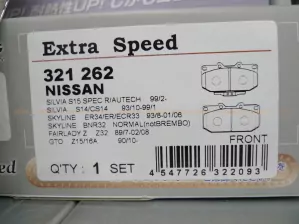 Extra Speed
321 262
NISSAN
SILVIA S15 SPEC R/AUTECH 99/2-
SILVIA S14/CS14 93/10-99/1
SKYLINE ER34/ER/ECR33 93/8-01/06
SKYLINE BNR32 NORMAL(notBREMBO)
FAIRLADY Z Z32 89/7-02/08
GTO Z15/16A 90/10-
FRONT
Q'TY : 1 SET
4 547726 322093